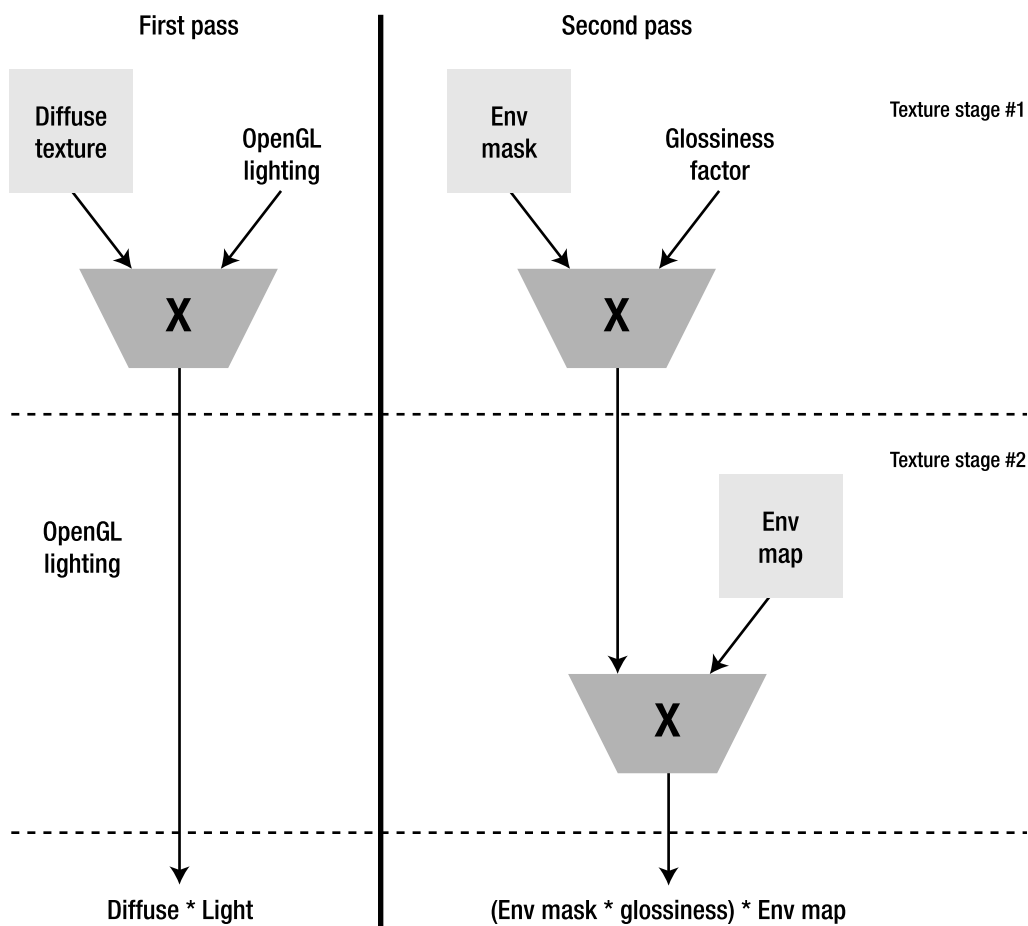 First pass
Second pass
Diffuse
texture
OpenGL
lighting
Env
mask
Glossiness
factor
Texture stage #1
X
X
Texture stage #2
OpenGL
lighting
Env
map
X
Diffuse * Light
(Env mask * glossiness) * Env map